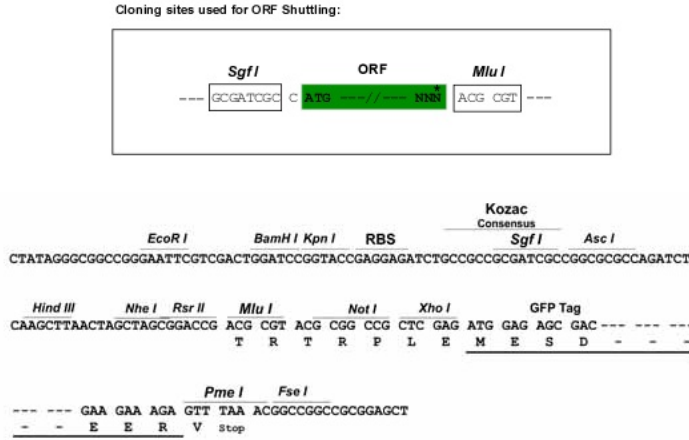 Cloning sites used for ORF Shuttling:
Sgf I ORF Mlu I
--- GCGATCGC C ATG ---//--- NNN* ACG CGT ---
Kozac
Consensus
EcoR I BamH I Kpn I RBS Sgf I Asc I
CTATAGGGCGGCCGGGAATTCGTCGACTGGATCCGGTACCGAGGAGATCTGCCGCCGCGATCGCCGGCGCGCCAGATCT
Hind III Nhe I Rsr II Mlu I Not I Xho I GFP Tag
CAAGCTTAACTAGCTAGCGGACCG ACG CGT ACG CGG CCG CTC GAG ATG GAG AGC GAC--- --- ---
T R T R P L E M E S D - - -
Pme I Fse I
--- --- GAA GAA AGA GTT TAA ACGGCCGGCCGCGGAGCT
- - E E R V Stop